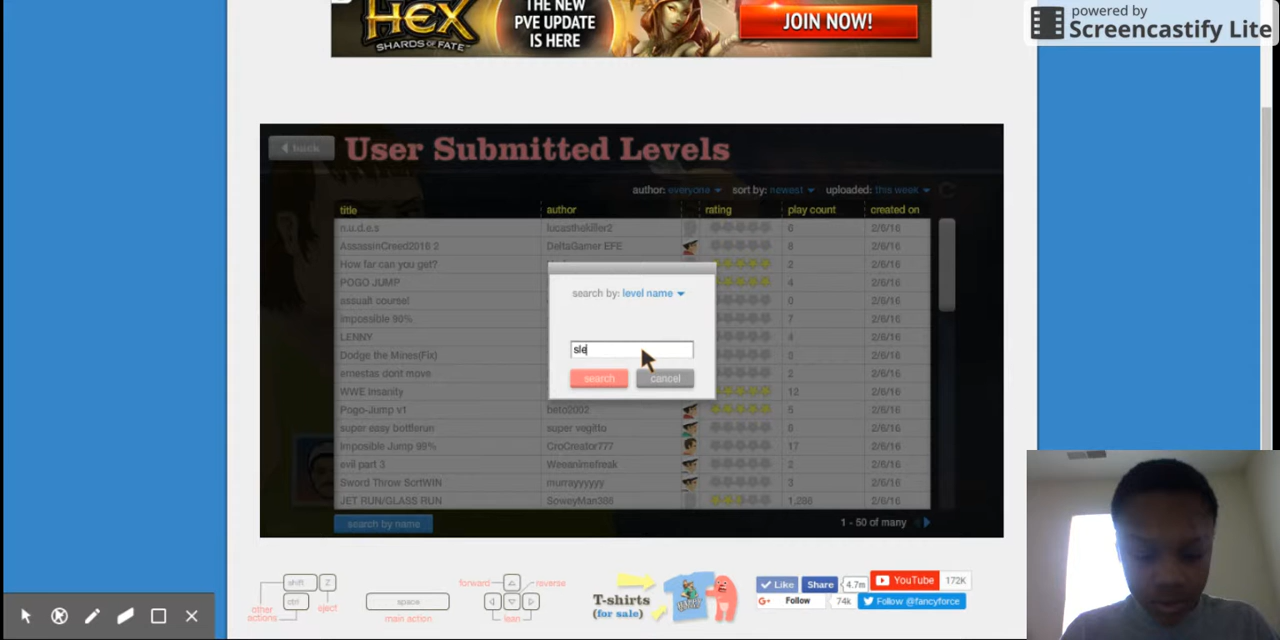 HEX
SHARDS OF FATE
THE NEW
PVE UPDATE
IS HERE
JOIN NOW!
powered by
Screencastify Lite
back
User Submitted Levels
author: everyone sort by: newest uploaded: this week
title author rating play count created on
n.u.d.e.s lucasthekiller2 0 2/6/16
AssassinCreed2016 2 DeltaGamer EFE 8 2/6/16
How far can you get? 2 2/6/16
POGO JUMP 4 2/6/16
assualt course! 0 2/6/16
impossible 90% 7 2/6/16
LENNY 4 2/6/16
Dodge the Mines(Fix) 2/6/16
ernestas dont move 2 2/6/16
WWE Insanity 12 2/6/16
Pogo-Jump v1 beto2002 5 2/6/16
super easy bottlerun super vegitto 2/6/16
Imposible Jump 99% CroCreator777 17 2/6/16
evil part 3 Weeanimefreak 2 2/6/16
Sword Throw SortWIN murrayyyyyy 3 2/6/16
JET RUN/GLASS RUN SoweyMan386 1,286 2/6/16
search by: level name
sle
search cancel
search by name
1 - 50 of many
shift Z
ctrl eject
other
actions
space
main action
forward reverse
lean
T-shirts
(for sale)
Like Share 4.7m
YouTube 172K
G+ Follow 74k
Follow @fancyforce